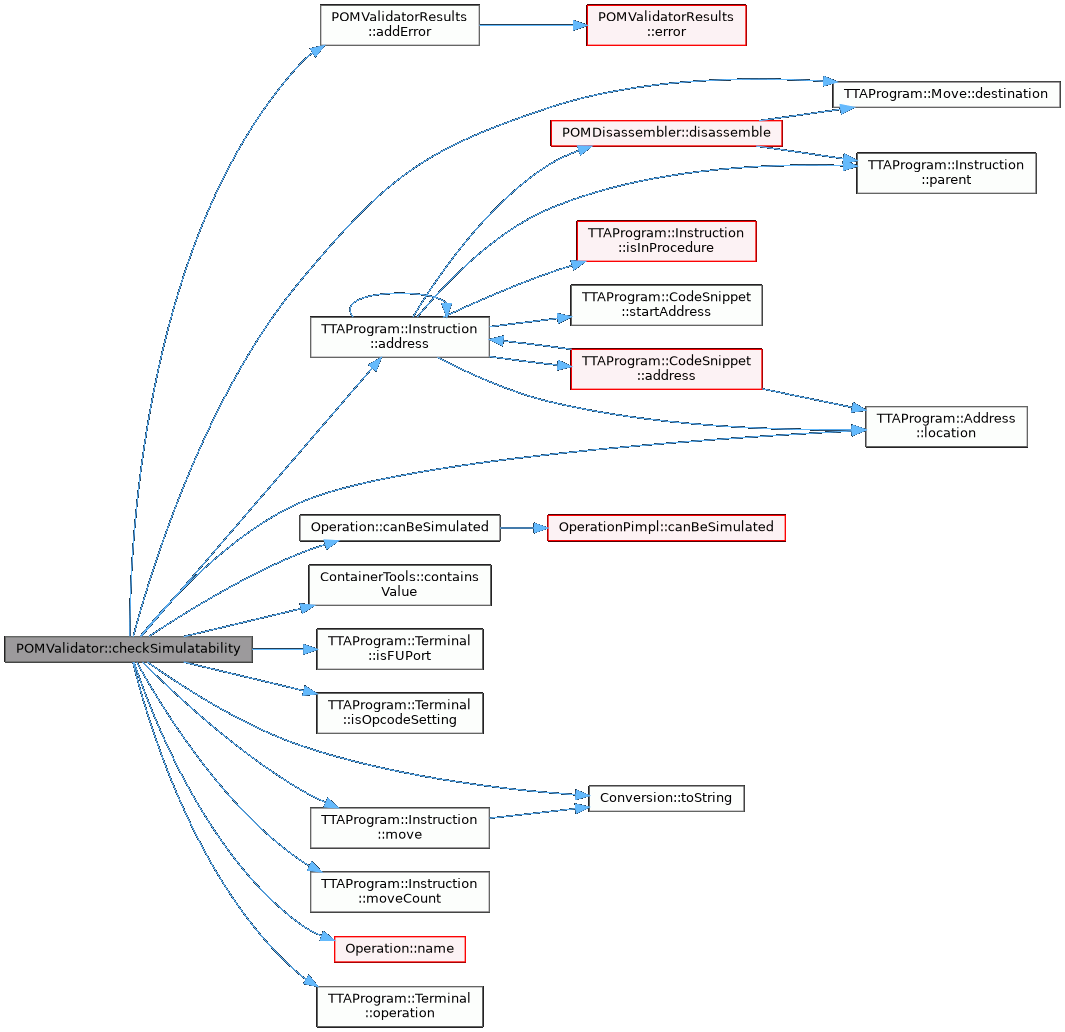 POMValidatorResults
::addError
POMValidatorResults
::error
TTAProgram::Move::destination
POMDisassembler::disassemble
TTAProgram::Instruction
::parent
TTAProgram::Instruction
::isInProcedure
TTAProgram::CodeSnippet
::startAddress
TTAProgram::Instruction
::address
TTAProgram::CodeSnippet
::address
TTAProgram::Address
::location
Operation::canBeSimulated
OperationPimpl::canBeSimulated
ContainerTools::contains
Value
POMValidator::checkSimulatability
TTAProgram::Terminal
::isFUPort
TTAProgram::Terminal
::isOpcodeSetting
Conversion::toString
TTAProgram::Instruction
::move
TTAProgram::Instruction
::moveCount
Operation::name
TTAProgram::Terminal
::operation